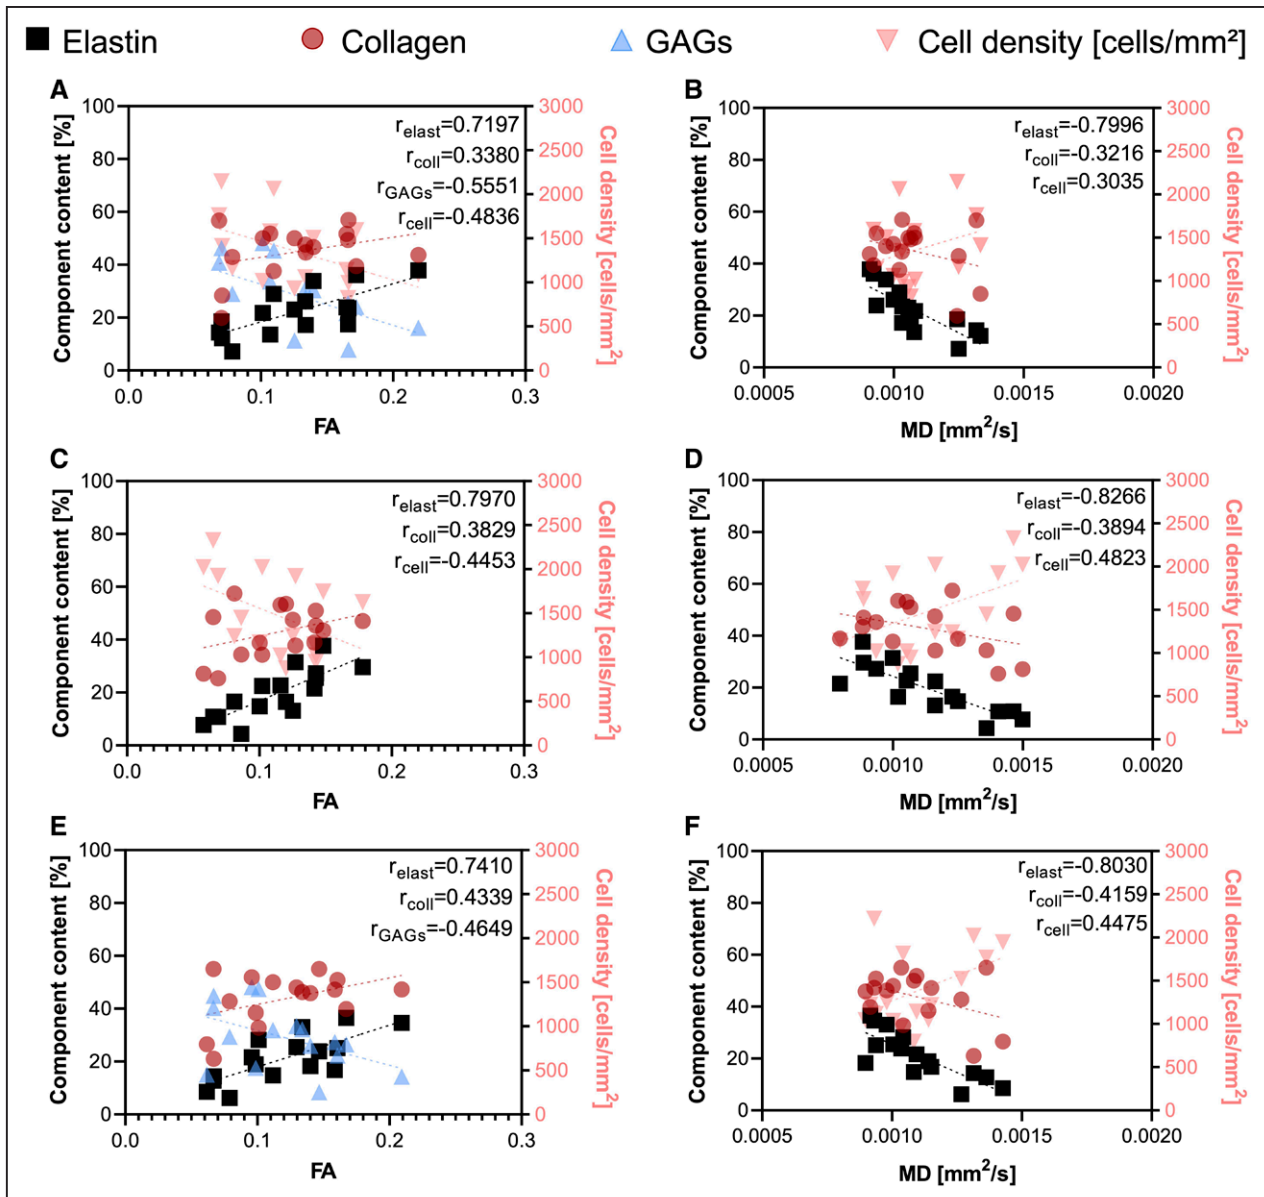 Elastin Collagen GAGs Cell density [cells/mm²]
A
100
80
60
40
20
0
Component content [%]
r_elast=0.7197
r_coll=0.3380
r_GAGs=-0.5551
r_cell=-0.4836
3000
2500
2000
1500
1000
500
0
Cell density [cells/mm²]
0.0 0.1 0.2 0.3
FA
B
100
80
60
40
20
0
Component content [%]
r_elast=-0.7996
r_coll=-0.3216
r_cell=0.3035
3000
2500
2000
1500
1000
500
0
Cell density [cells/mm²]
0.0005 0.0010 0.0015 0.0020
MD [mm²/s]
C
100
80
60
40
20
0
Component content [%]
r_elast=0.7970
r_coll=0.3829
r_cell=-0.4453
3000
2500
2000
1500
1000
500
0
Cell density [cells/mm²]
0.0 0.1 0.2 0.3
FA
D
100
80
60
40
20
0
Component content [%]
r_elast=-0.8266
r_coll=-0.3894
r_cell=0.4823
3000
2500
2000
1500
1000
500
0
Cell density [cells/mm²]
0.0005 0.0010 0.0015 0.0020
MD [mm²/s]
E
100
80
60
40
20
0
Component content [%]
r_elast=0.7410
r_coll=0.4339
r_GAGs=-0.4649
3000
2500
2000
1500
1000
500
0
Cell density [cells/mm²]
0.0 0.1 0.2 0.3
FA
F
100
80
60
40
20
0
Component content [%]
r_elast=-0.8030
r_coll=-0.4159
r_cell=0.4475
3000
2500
2000
1500
1000
500
0
Cell density [cells/mm²]
0.0005 0.0010 0.0015 0.0020
MD [mm²/s]